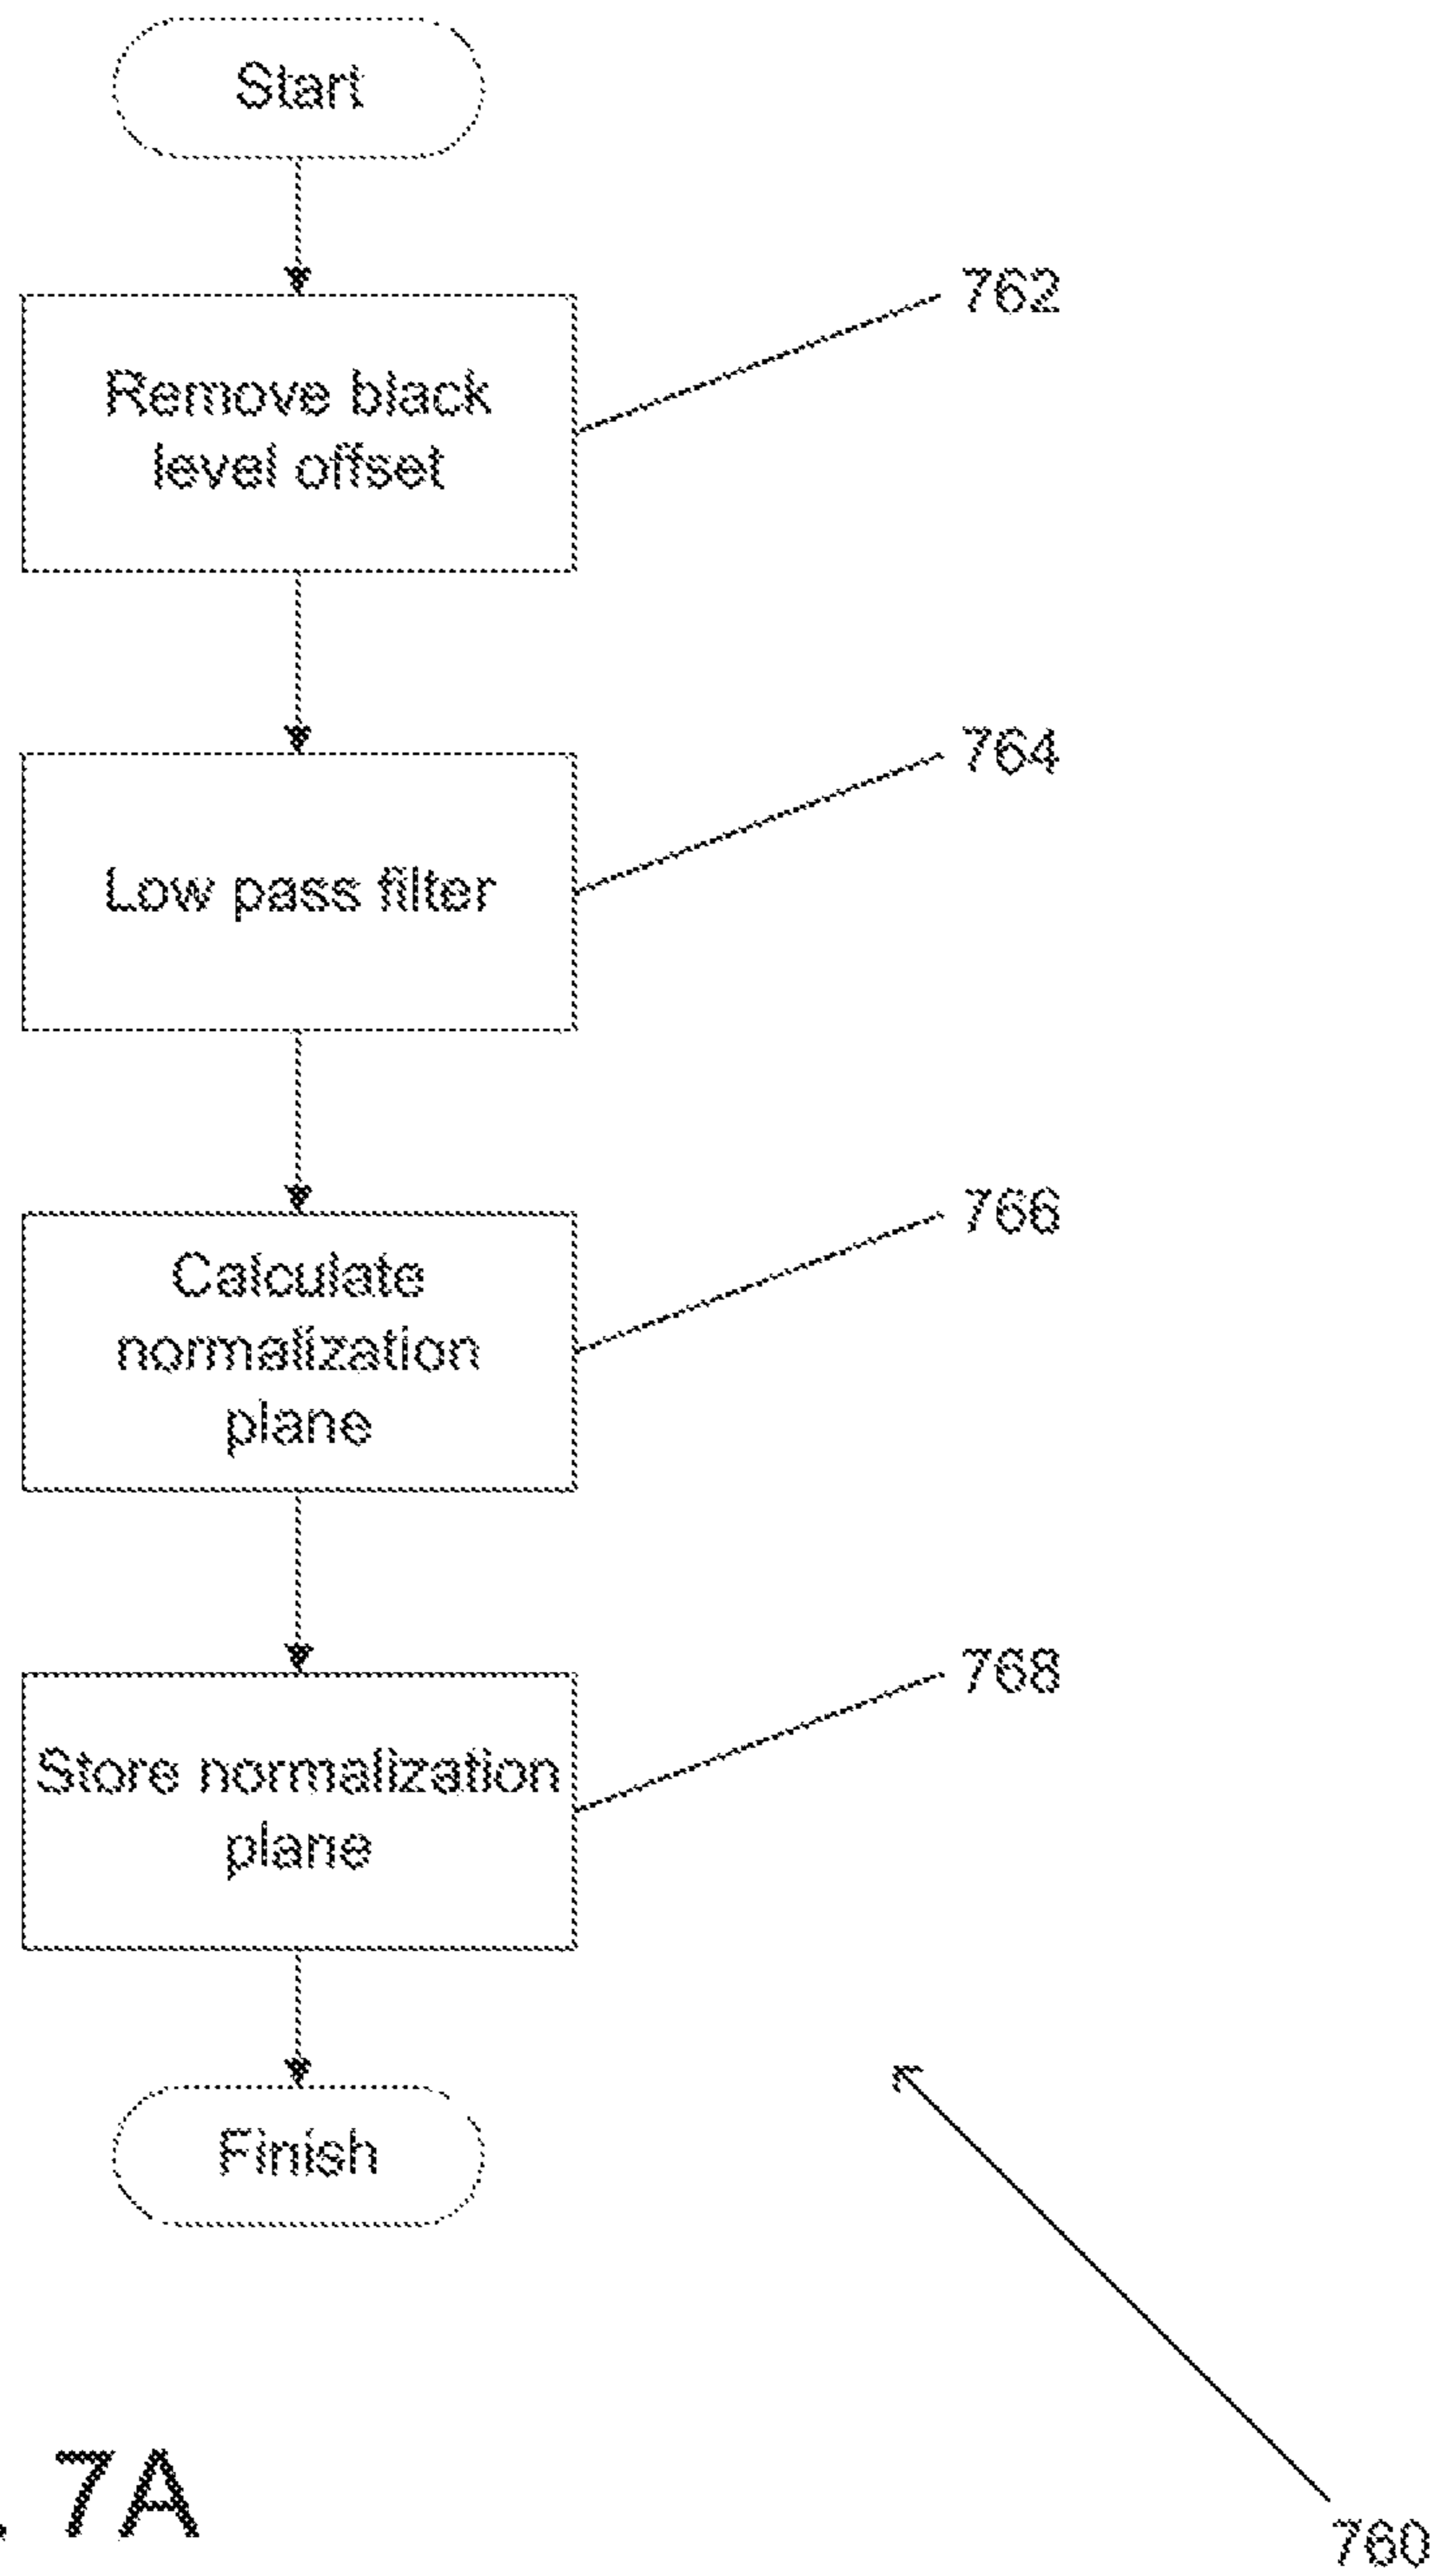 Start
762
Remove black
level offset
764
Low pass filter
766
Calculate
normalization
plane
768
Store normalization
plane
Finish
7A
760